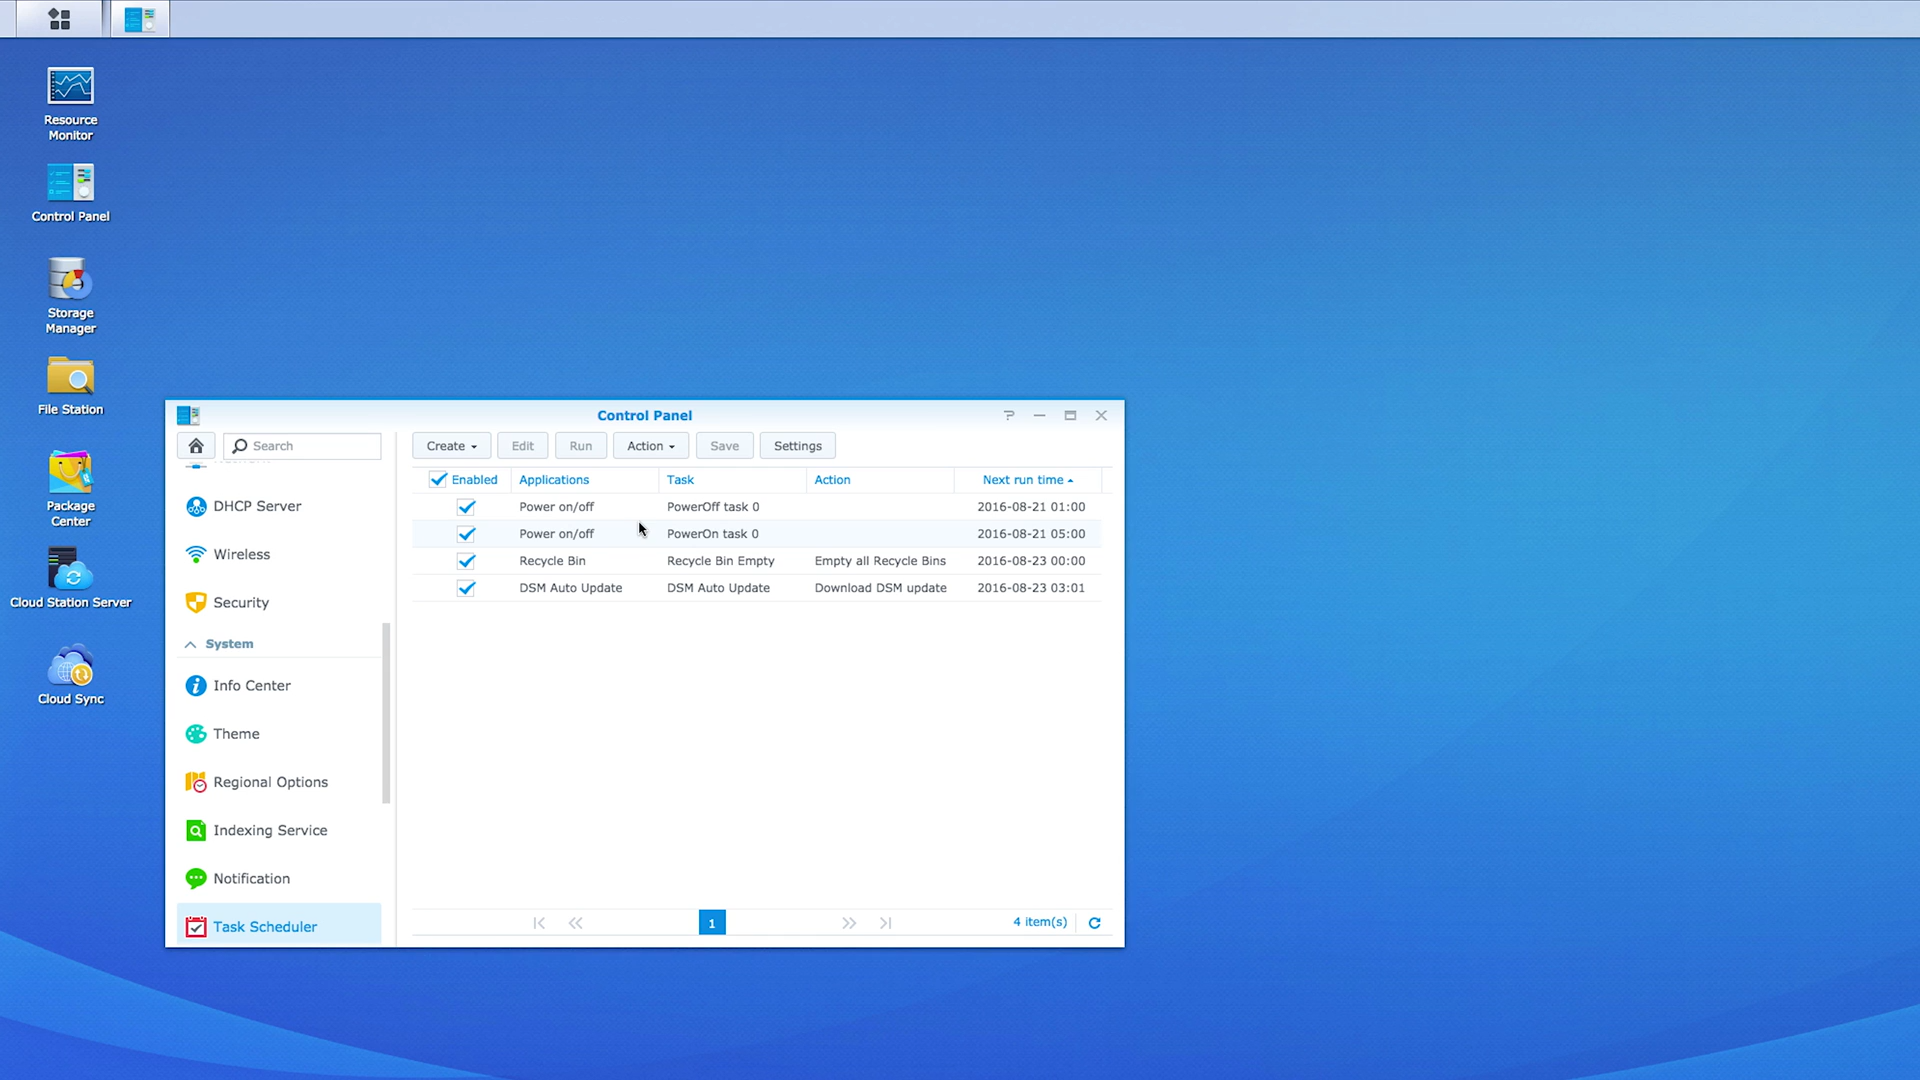 Resource
Monitor
Control Panel
Storage
Manager
File Station
Package
Center
Cloud Station Server
Cloud Sync
Control Panel
Search
DHCP Server
Wireless
Security
System
Info Center
Theme
Regional Options
Indexing Service
Notification
Task Scheduler
Create Edit Run Action Save Settings
Enabled Applications Task Action Next run time
Power on/off PowerOff task 0 2016-08-21 01:00
Power on/off PowerOn task 0 2016-08-21 05:00
Recycle Bin Recycle Bin Empty Empty all Recycle Bins 2016-08-23 00:00
DSM Auto Update DSM Auto Update Download DSM update 2016-08-23 03:01
1 4 item(s)